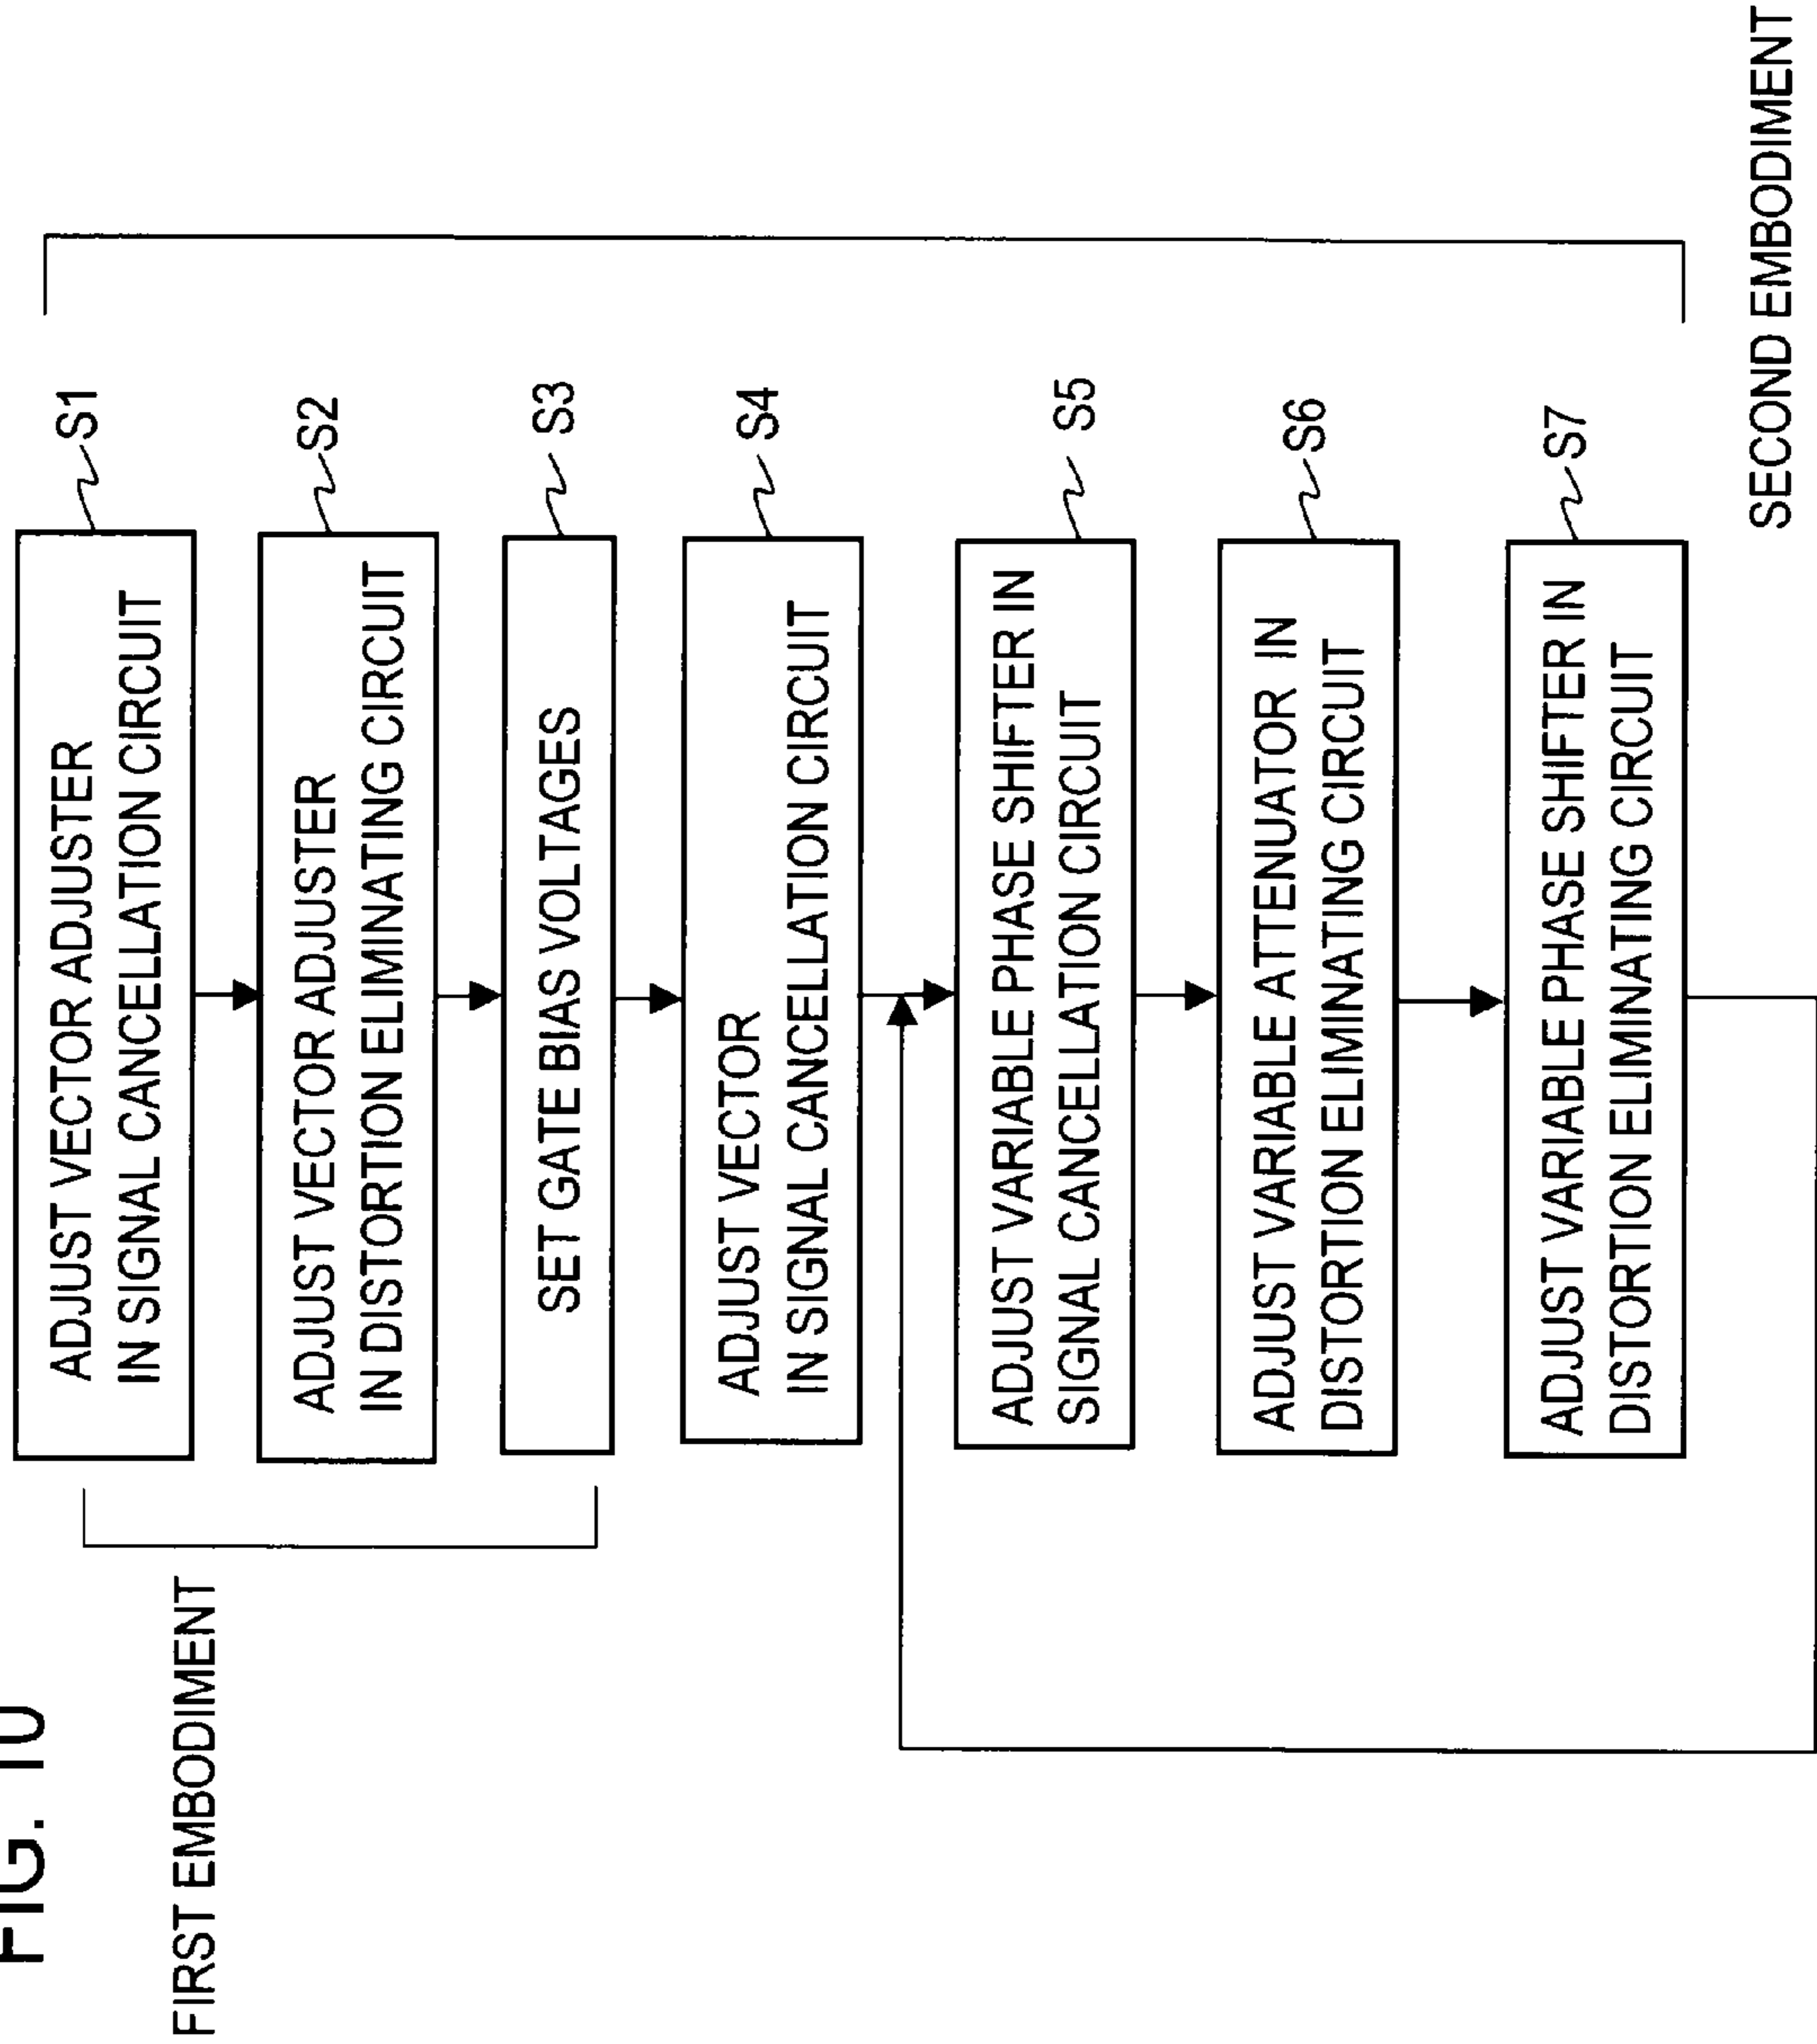 FIG. 10
FIRST EMBODIMENT
ADJUST VECTOR ADJUSTER
IN SIGNAL CANCELLATION CIRCUIT
S1
ADJUST VECTOR ADJUSTER
IN DISTORTION ELIMINATING CIRCUIT
S2
SET GATE BIAS VOLTAGES
S3
ADJUST VECTOR
IN SIGNAL CANCELLATION CIRCUIT
S4
ADJUST VARIABLE PHASE SHIFTER IN
SIGNAL CANCELLATION CIRCUIT
S5
ADJUST VARIABLE ATTENUATOR IN
DISTORTION ELIMINATING CIRCUIT
S6
ADJUST VARIABLE PHASE SHIFTER IN
DISTORTION ELIMINATING CIRCUIT
S7
SECOND EMBODIMENT